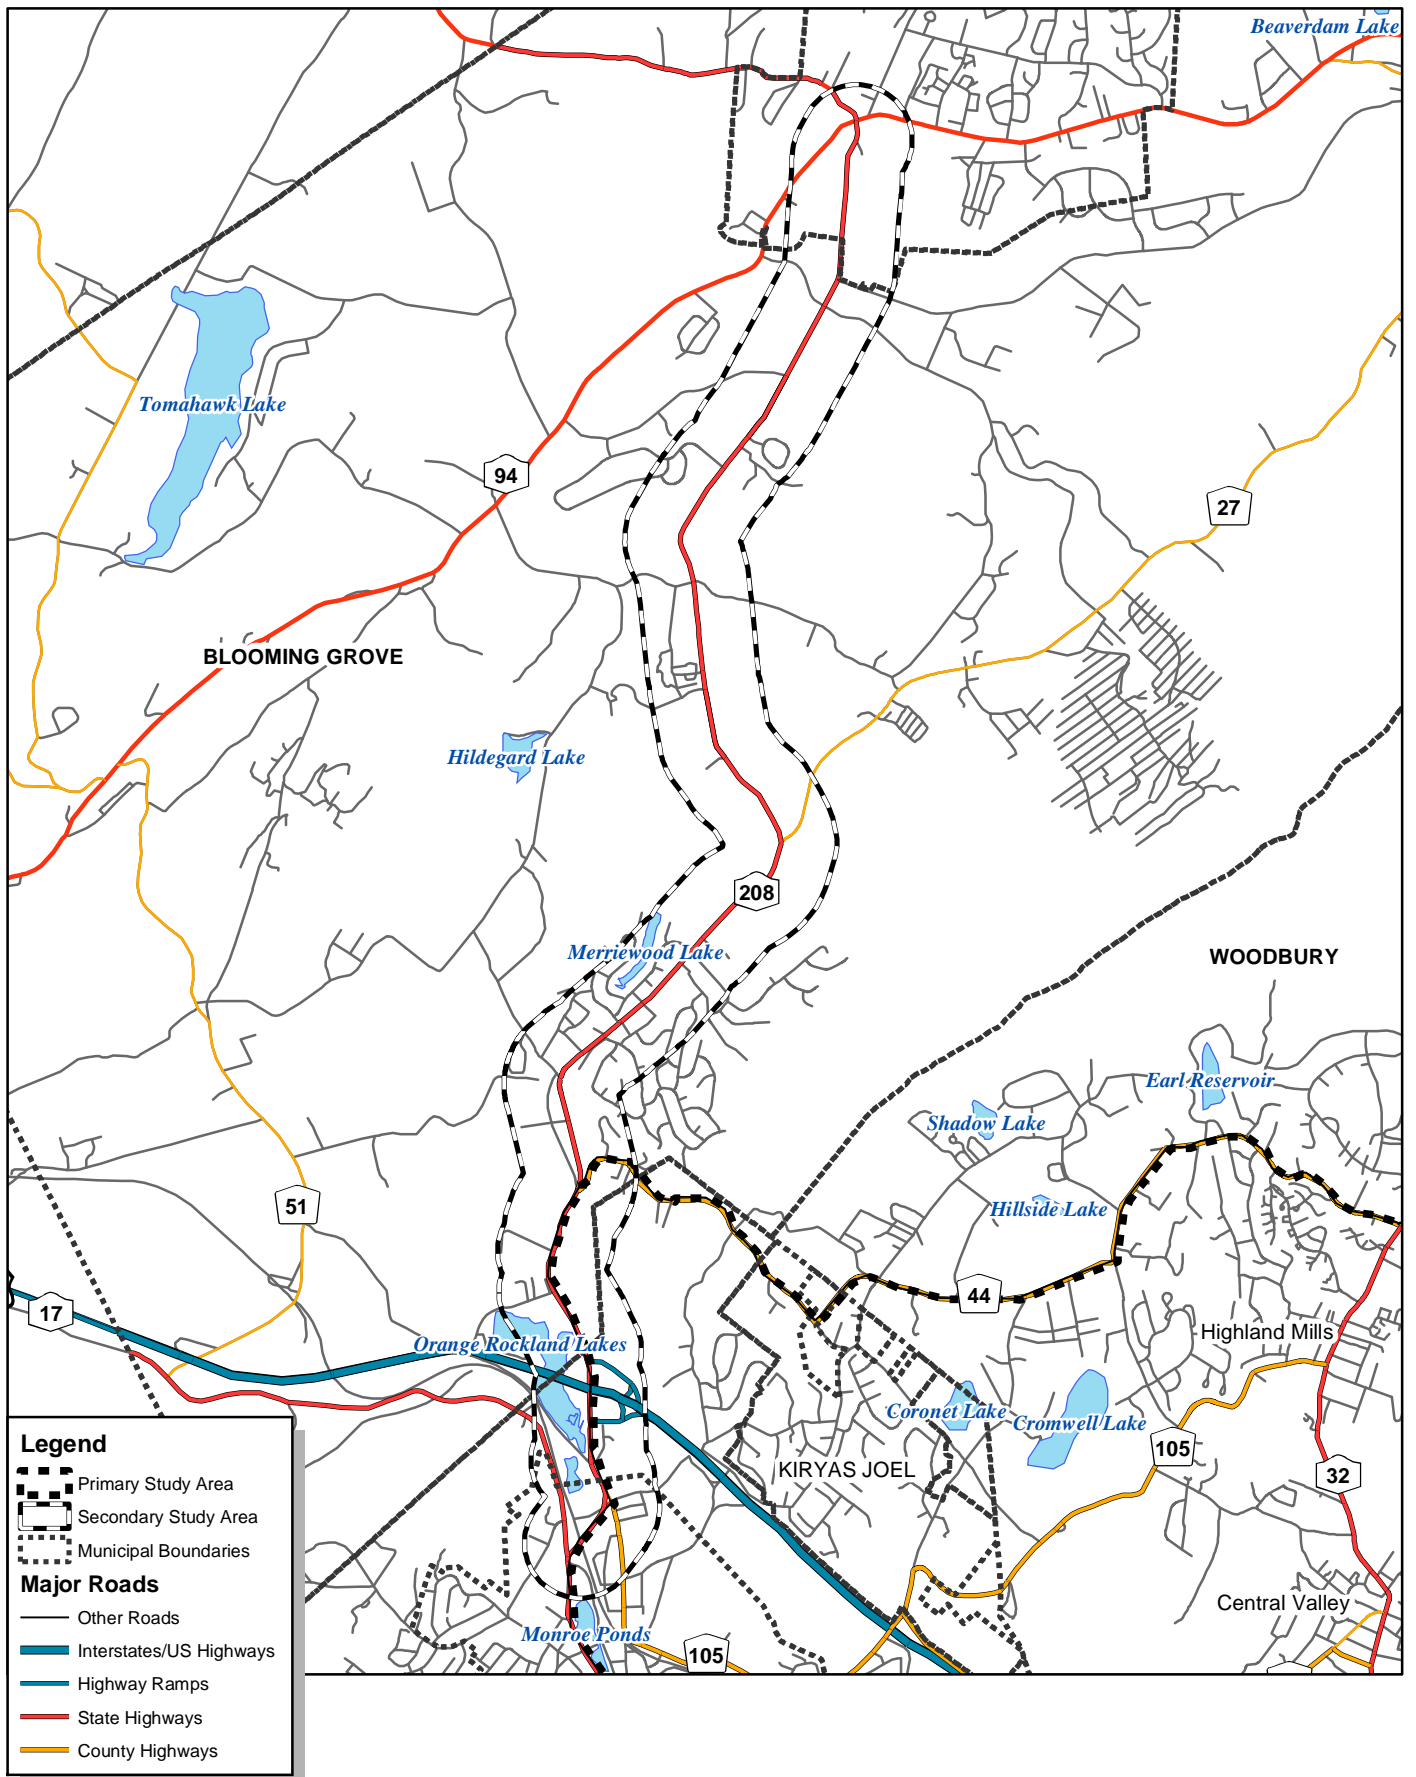 Beaverdam Lake
Tomahawk Lake
94
27
BLOOMING GROVE
Hildegard Lake
208
Merriewood Lake
WOODBURY
Earl Reservoir
Shadow Lake
51
Hillside Lake
44
17
Highland Mills
Orange Rockland Lakes
Coronet Lake
Cromwell Lake
105
KIRYAS JOEL
32
Central Valley
Monroe Ponds
105
Legend
Primary Study Area
Secondary Study Area
Municipal Boundaries
Major Roads
Other Roads
Interstates/US Highways
Highway Ramps
State Highways
County Highways